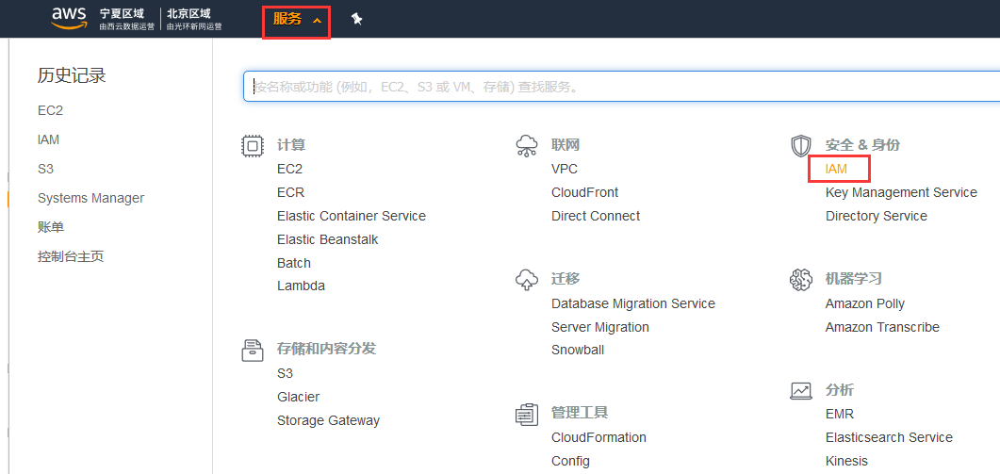 aws 宁夏区域 北京区域 服务
由西云数据运营 由光环新网运营
历史记录
EC2
IAM
S3
Systems Manager
账单
控制台主页
按名称或功能 (例如，EC2、S3 或 VM、存储) 查找服务。
计算
EC2
ECR
Elastic Container Service
Elastic Beanstalk
Batch
Lambda
存储和内容分发
S3
Glacier
Storage Gateway
联网
VPC
CloudFront
Direct Connect
迁移
Database Migration Service
Server Migration
Snowball
管理工具
CloudFormation
Config
安全 & 身份
IAM
Key Management Service
Directory Service
机器学习
Amazon Polly
Amazon Transcribe
分析
EMR
Elasticsearch Service
Kinesis